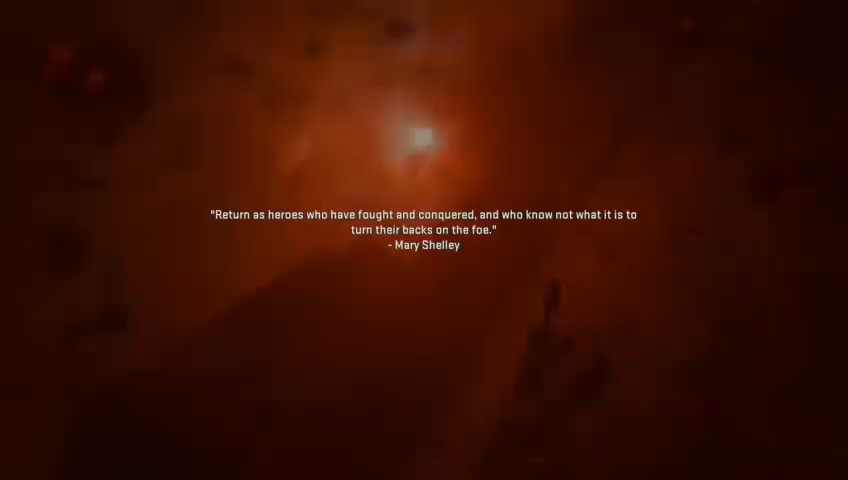 "Return as heroes who have fought and conquered, and who know not what it is to
turn their backs on the foe."
- Mary Shelley